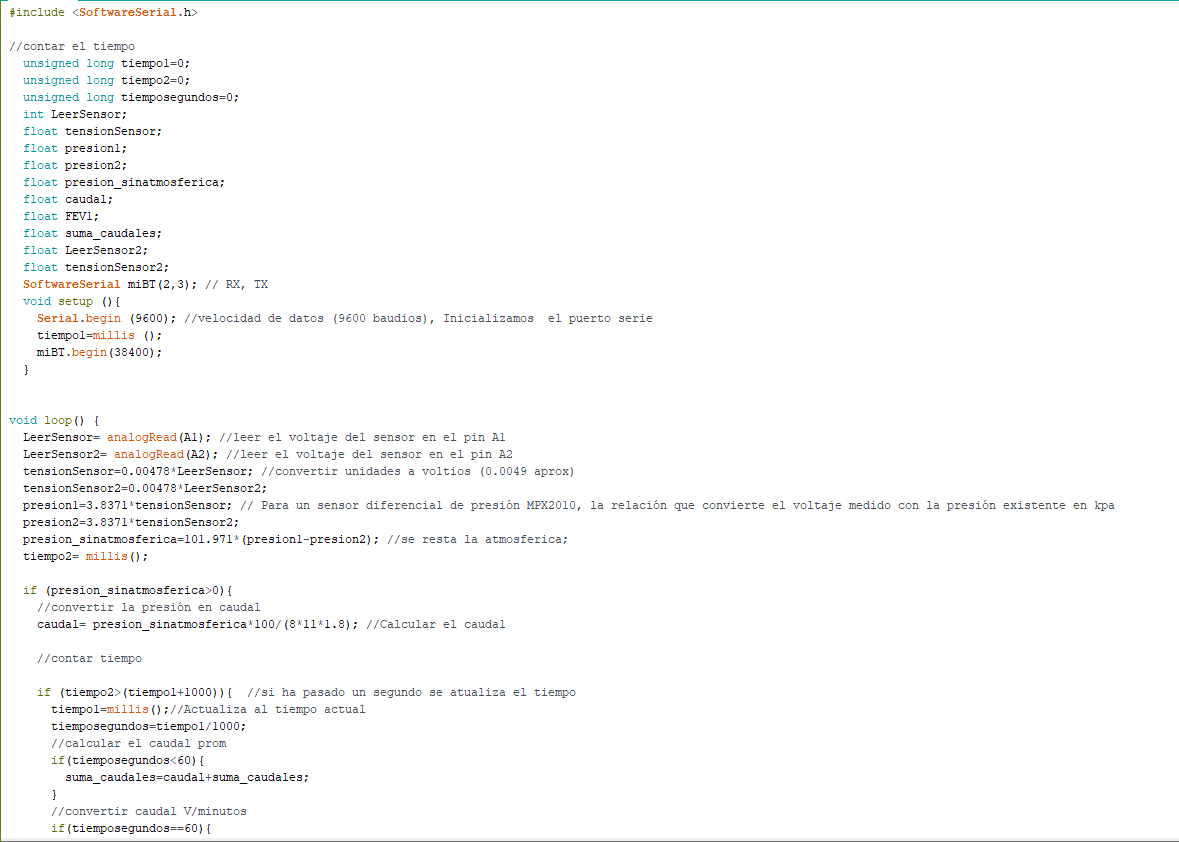 #include <SoftwareSerial.h>
//contar el tiempo
unsigned long tiempo1=0;
unsigned long tiempo2=0;
unsigned long tiemposegundos=0;
int LeerSensor;
float tensionSensor;
float presion1;
float presion2;
float presion_sinatmosferica;
float caudal;
float FEV1;
float suma_caudales;
float LeerSensor2;
float tensionSensor2;
SoftwareSerial miBT(2,3); // RX, TX
void setup (){
Serial.begin (9600); //velocidad de datos (9600 baudios), Inicializamos  el puerto serie
tiempo1=millis ();
miBT.begin(38400);
}
void loop() {
LeerSensor= analogRead(A1); //leer el voltaje del sensor en el pin A1
LeerSensor2= analogRead(A2); //leer el voltaje del sensor en el pin A2
tensionSensor=0.00478*LeerSensor; //convertir unidades a voltios (0.0049 aprox)
tensionSensor2=0.00478*LeerSensor2;
presion1=3.8371*tensionSensor; // Para un sensor diferencial de presión MPX2010, la relación que convierte el voltaje medido con la presión existente en kpa
presion2=3.8371*tensionSensor2;
presion_sinatmosferica=101.971*(presion1-presion2); //se resta la atmosferica;
tiempo2= millis();
if (presion_sinatmosferica>0){
//convertir la presión en caudal
caudal= presion_sinatmosferica*100/(8*11*1.8); //Calcular el caudal
//contar tiempo
if (tiempo2>(tiempo1+1000)){  //si ha pasado un segundo se atualiza el tiempo
tiempo1=millis();//Actualiza al tiempo actual
tiemposegundos=tiempo1/1000;
//calcular el caudal prom
if(tiemposegundos<60){
suma_caudales=caudal+suma_caudales;
}
//convertir caudal V/minutos
if(tiemposegundos==60){